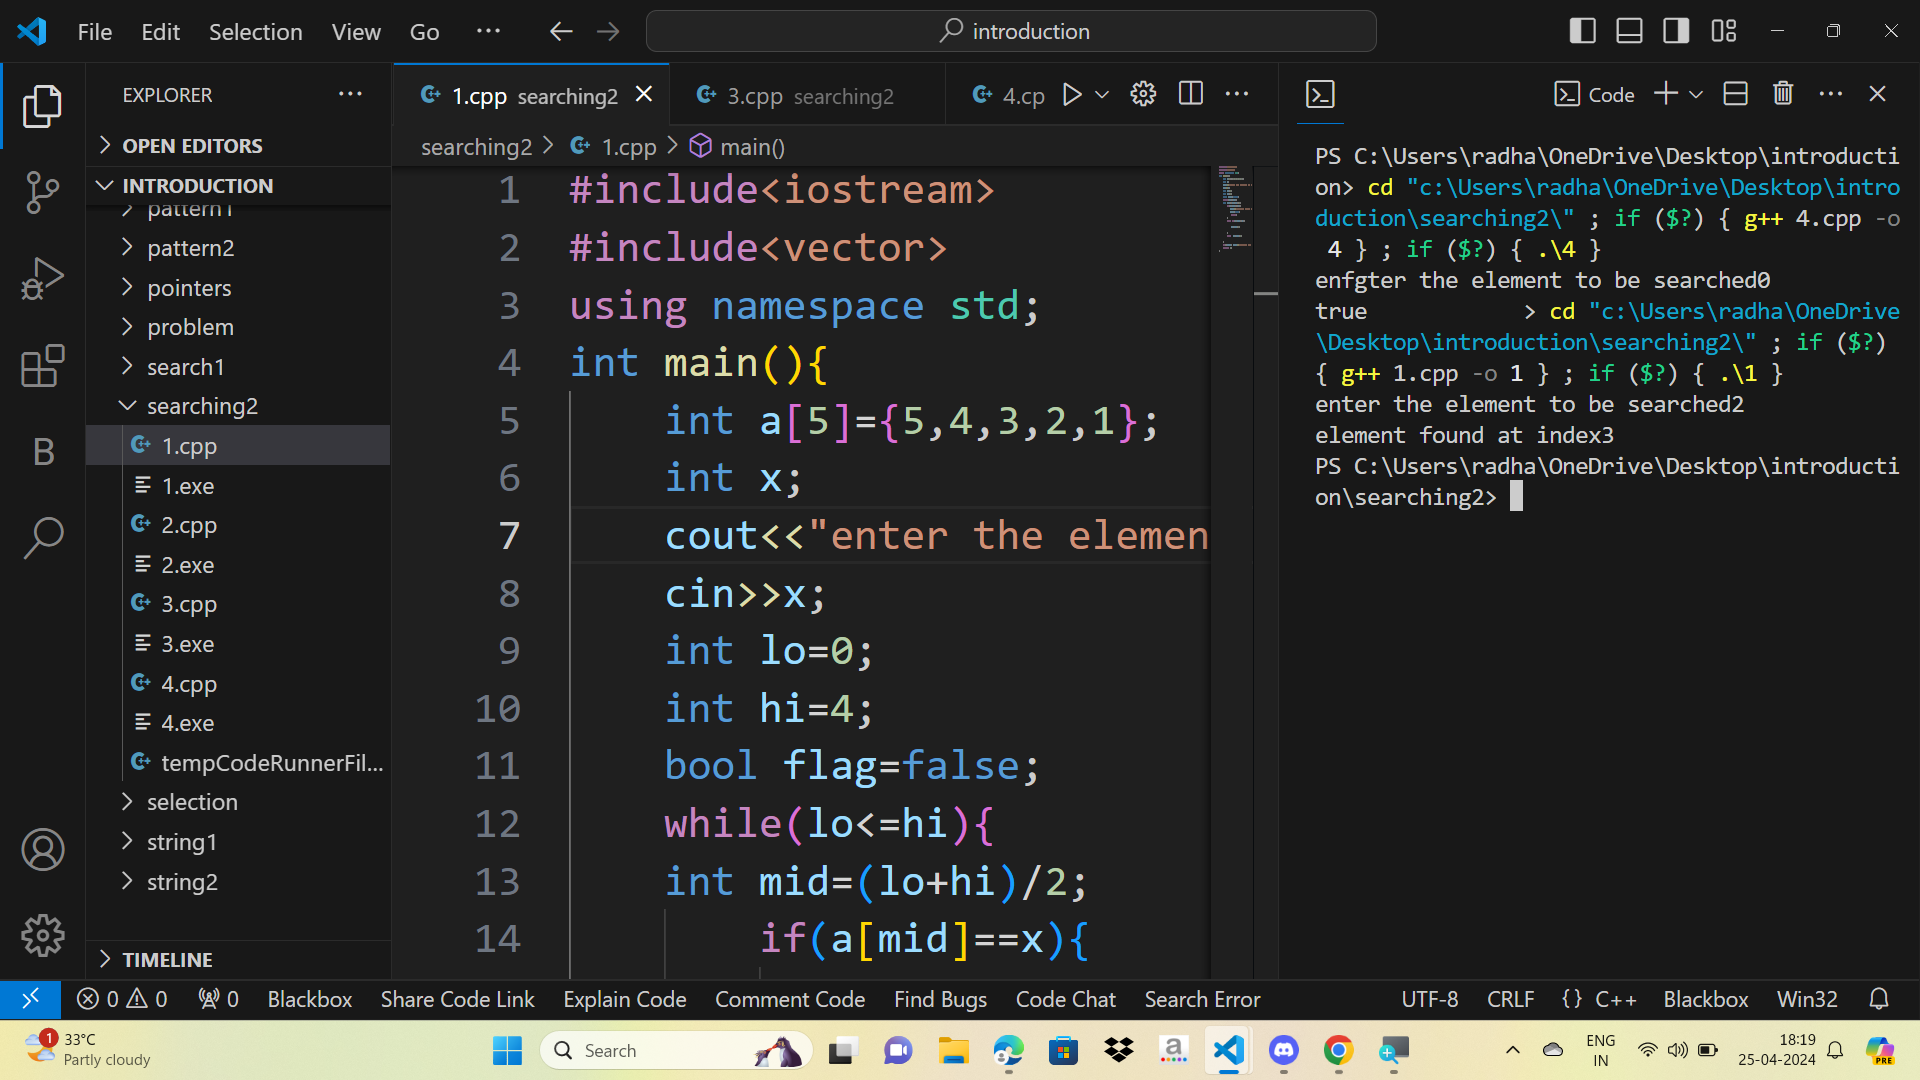 File Edit Selection View Go ··· introduction
EXPLORER ···
OPEN EDITORS
INTRODUCTION
pattern1
pattern2
pointers
problem
search1
searching2
1.cpp
1.exe
2.cpp
2.exe
3.cpp
3.exe
4.cpp
4.exe
tempCodeRunnerFil...
selection
string1
string2
TIMELINE
B
1.cpp searching2
3.cpp searching2
4.cp
searching2 > 1.cpp > main()
1 #include<iostream>
2 #include<vector>
3 using namespace std;
4 int main(){
5 int a[5]={5,4,3,2,1};
6 int x;
7 cout<<"enter the elemen
8 cin>>x;
9 int lo=0;
10 int hi=4;
11 bool flag=false;
12 while(lo<=hi){
13 int mid=(lo+hi)/2;
14 if(a[mid]==x){
Code
PS C:\Users\radha\OneDrive\Desktop\introducti
on> cd "c:\Users\radha\OneDrive\Desktop\intro
duction\searching2\" ; if ($?) { g++ 4.cpp -o
4 } ; if ($?) { .\4 }
enfgter the element to be searched0
true > cd "c:\Users\radha\OneDrive
\Desktop\introduction\searching2\" ; if ($?)
{ g++ 1.cpp -o 1 } ; if ($?) { .\1 }
enter the element to be searched2
element found at index3
PS C:\Users\radha\OneDrive\Desktop\introducti
on\searching2>
0 0 0 Blackbox Share Code Link Explain Code Comment Code Find Bugs Code Chat Search Error UTF-8 CRLF {} C++ Blackbox Win32
1 33°C
Partly cloudy
Search
a
PRE
ENG
IN
18:19
25-04-2024